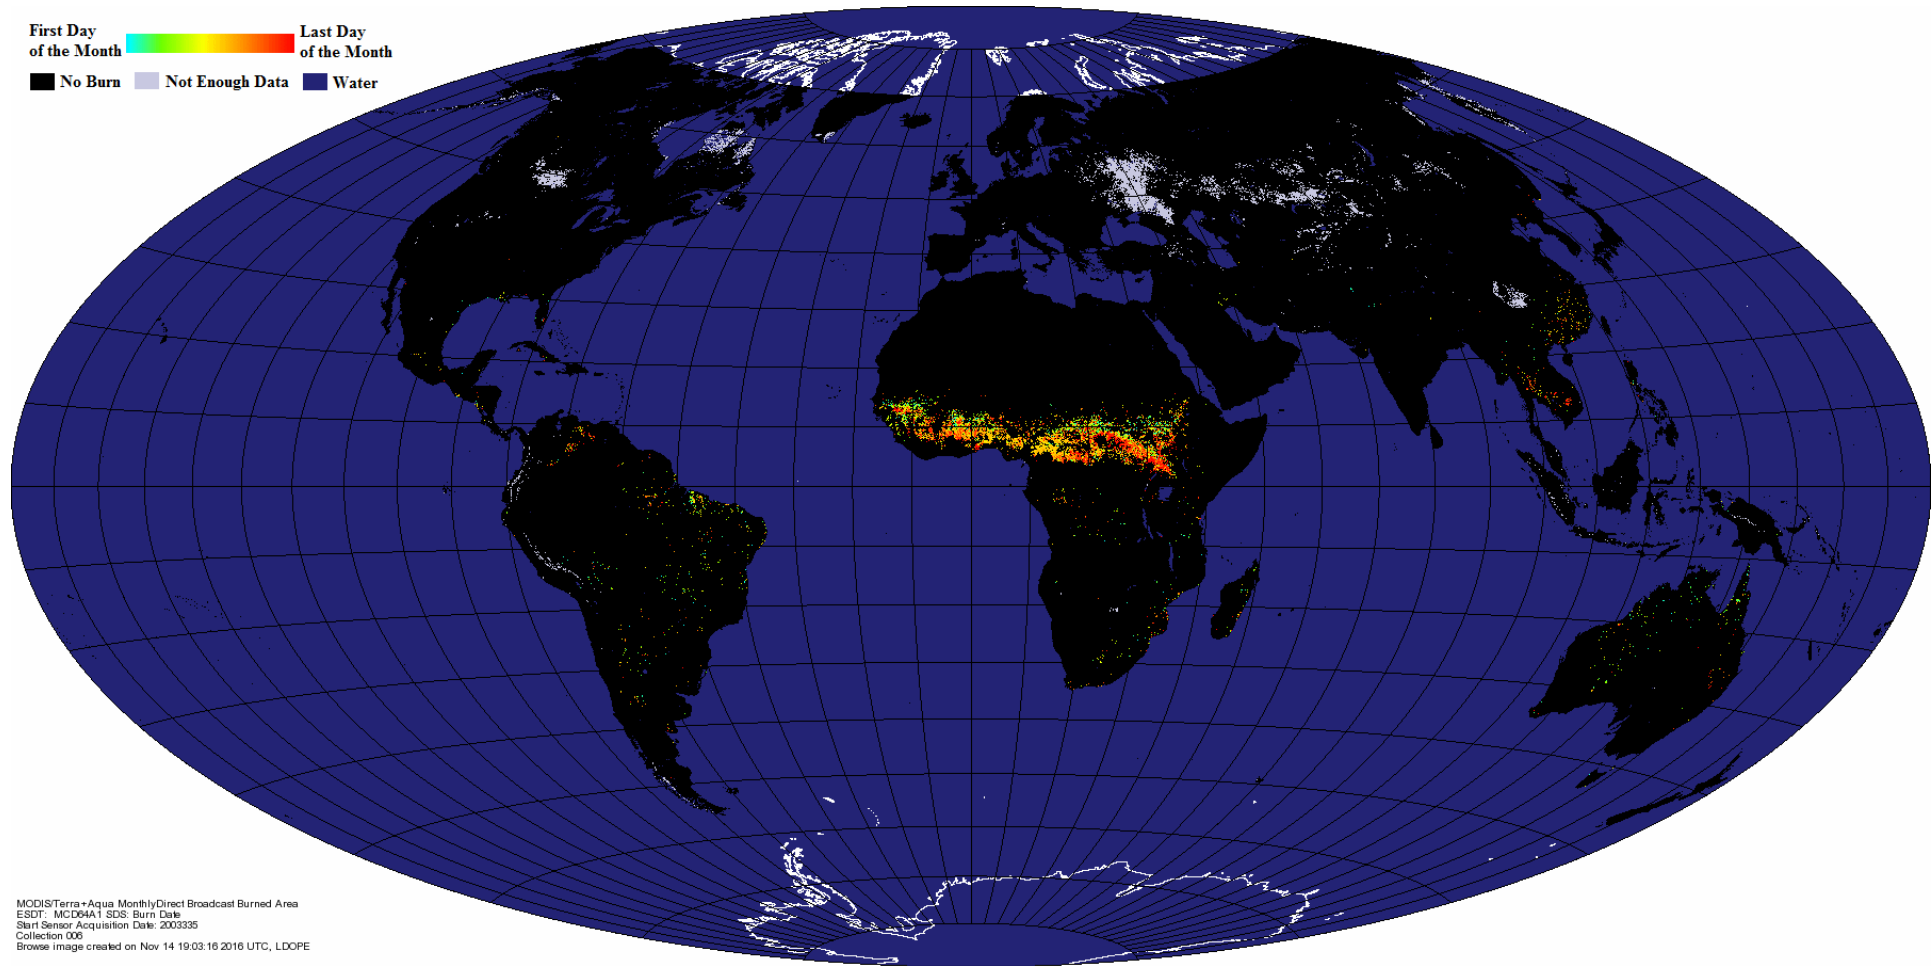 First Day
of the Month
Last Day
of the Month
No Burn
Not Enough Data
Water
MODIS/Terra+Aqua MonthlyDirect Broadcast Burned Area
ESDT: MCD64A1 SDS: Burn Date
Start Sensor Acquisition Date: 2003335
Collection 006
Browse image created on Nov 14 19:03:16 2016 UTC, LDOPE